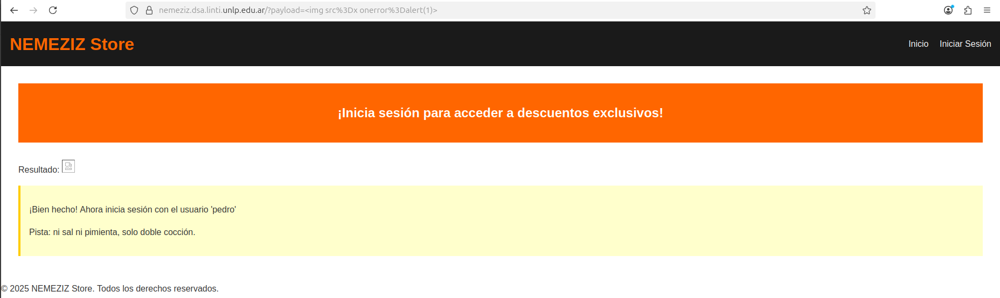 nemeziz.dsa.linti.unlp.edu.ar/?payload=<img src%3Dx onerror%3Dalert(1)>
NEMEZIZ Store
Inicio
Iniciar Sesión
¡Inicia sesión para acceder a descuentos exclusivos!
Resultado:
¡Bien hecho! Ahora inicia sesión con el usuario 'pedro'
Pista: ni sal ni pimienta, solo doble cocción.
© 2025 NEMEZIZ Store. Todos los derechos reservados.